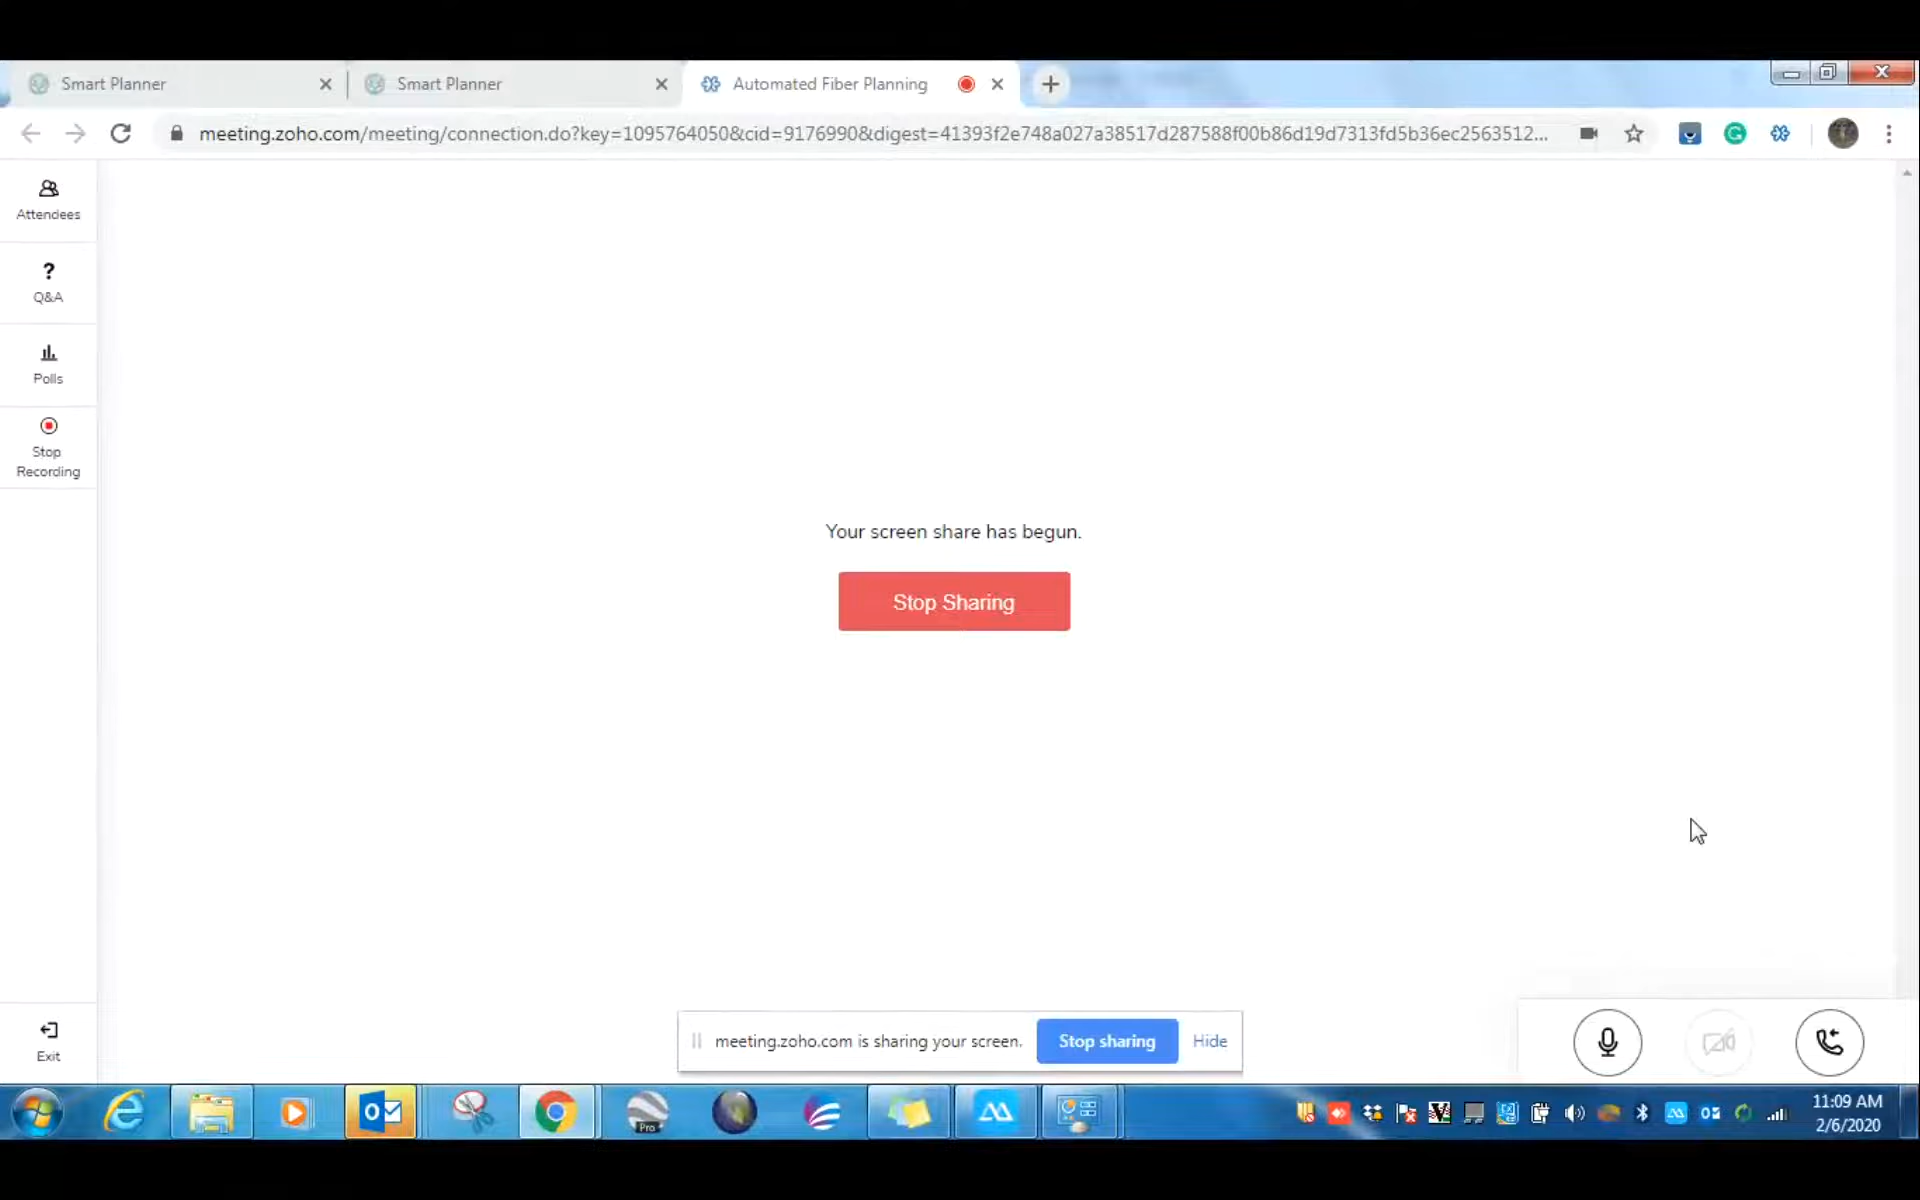 Smart Planner
Smart Planner
Automated Fiber Planning
meeting.zoho.com/meeting/connection.do?key=1095764050&cid=9176990&digest=41393f2e748a027a38517d287588f00b86d19d7313fd5b36ec2563512...
Attendees
?
Q&A
Polls
Stop
Recording
Your screen share has begun.
Stop Sharing
Exit
meeting.zoho.com is sharing your screen. Stop sharing Hide
Pro
11:09 AM
2/6/2020